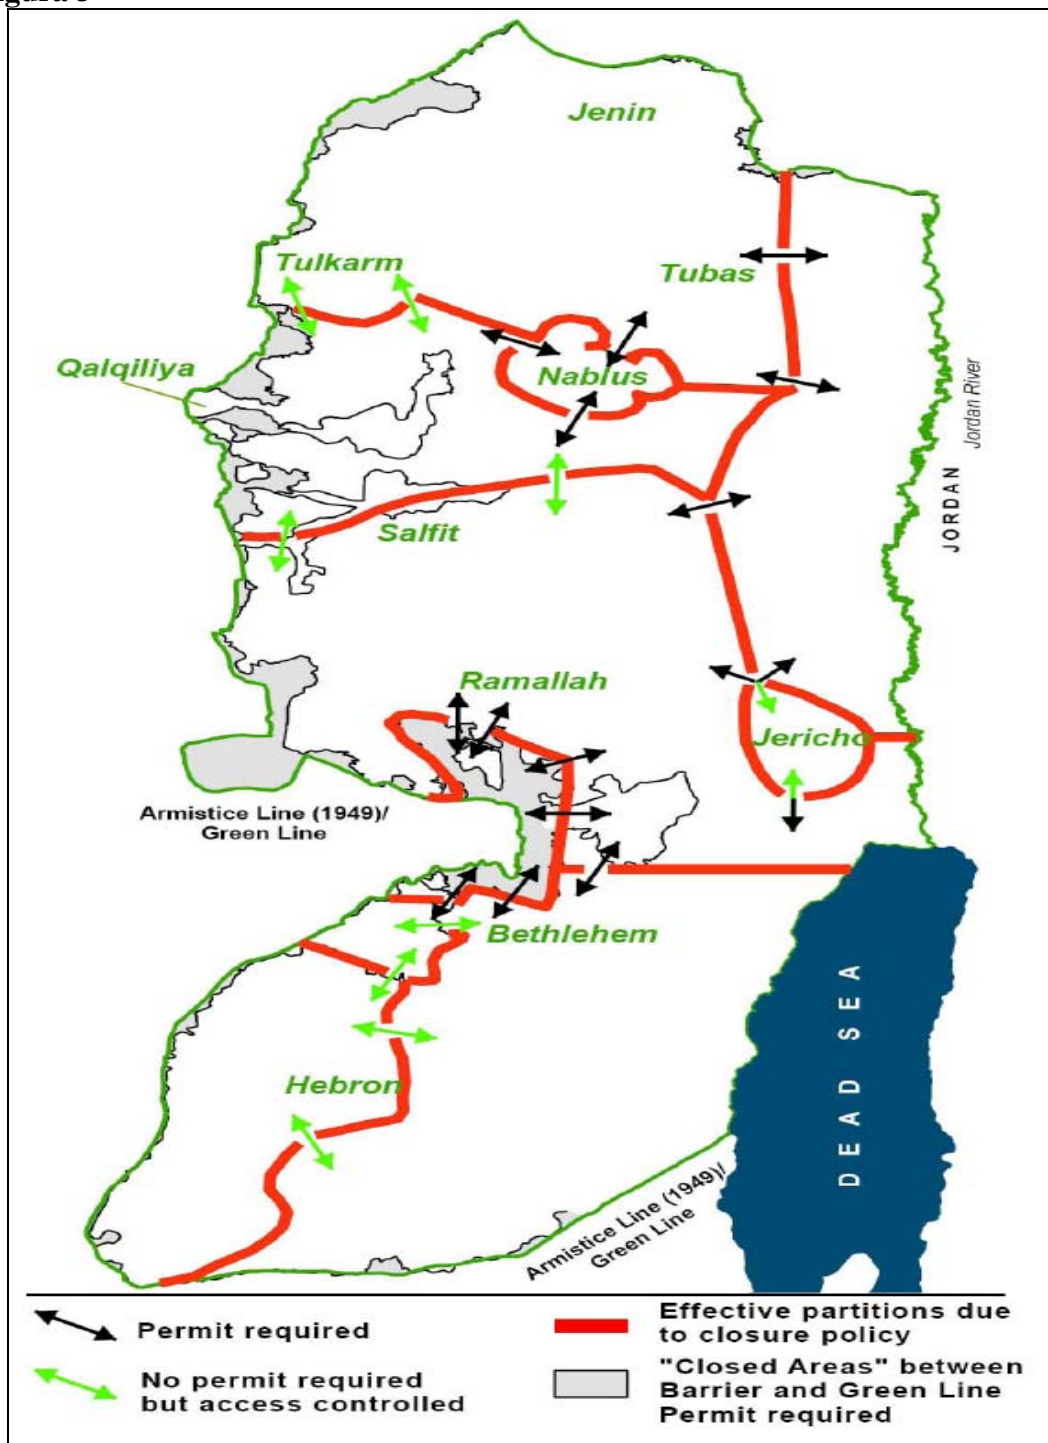 Jenin
Tulkarm
Tubas
Qalqiliya
Nablus
Jordan River
JORDAN
Salfit
Ramallah
Jericho
Armistice Line (1949)/
Green Line
Bethlehem
DEAD SEA
Hebron
Armistice Line (1949)/
Green Line
Permit required
Effective partitions due
to closure policy
No permit required
but access controlled
"Closed Areas" between
Barrier and Green Line
Permit required